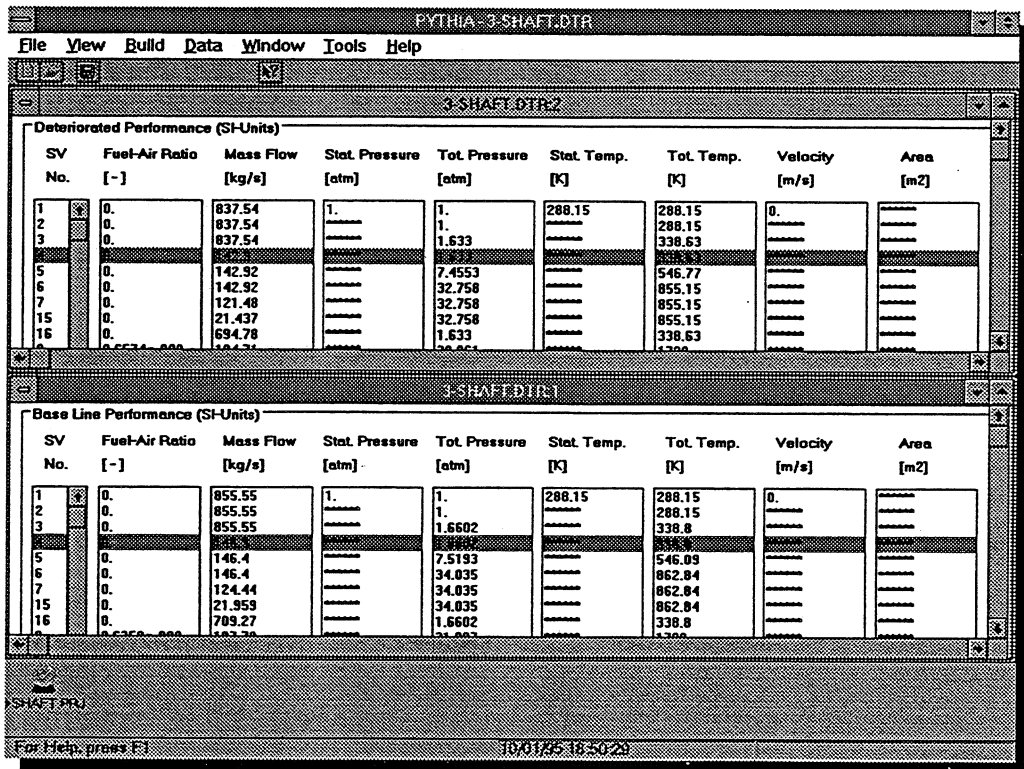 PYTHIA - 3-SHAFT.DTR
File View Build Data Window Tools Help
3-SHAFT.DTR:2
Deteriorated Performance (SI-Units)
SV Fuel-Air Ratio Mass Flow Stat. Pressure Tot. Pressure Stat. Temp. Tot. Temp. Velocity Area
No. [-] [kg/s] [atm] [atm] [K] [K] [m/s] [m2]
1 0. 837.54 1. 1. 288.15 288.15 0. ******
2 0. 837.54 ****** 1. ****** 288.15 ****** ******
3 0. 837.54 ****** 1.633 ****** 338.63 ****** ******
1.633 338.63
5 0. 142.92 ****** 7.4553 ****** 546.77 ****** ******
6 0. 142.92 ****** 32.758 ****** 855.15 ****** ******
7 0. 121.48 ****** 32.758 ****** 855.15 ****** ******
15 0. 21.437 ****** 32.758 ****** 855.15 ****** ******
16 0. 694.78 ****** 1.633 ****** 338.63 ****** ******
3-SHAFT.DTR:1
Base Line Performance (SI-Units)
SV Fuel-Air Ratio Mass Flow Stat. Pressure Tot. Pressure Stat. Temp. Tot. Temp. Velocity Area
No. [-] [kg/s] [atm] [atm] [K] [K] [m/s] [m2]
1 0. 855.55 1. 1. 288.15 288.15 0. ******
2 0. 855.55 ****** 1. ****** 288.15 ****** ******
3 0. 855.55 ****** 1.6602 ****** 338.8 ****** ******
1.6602 338.8
5 0. 146.4 ****** 7.5193 ****** 546.09 ****** ******
6 0. 146.4 ****** 34.035 ****** 862.84 ****** ******
7 0. 124.44 ****** 34.035 ****** 862.84 ****** ******
15 0. 21.959 ****** 34.035 ****** 862.84 ****** ******
16 0. 709.27 ****** 1.6602 ****** 338.8 ****** ******
SHAFT.PRJ
For Help, press F1 10/01/95 18:50:29